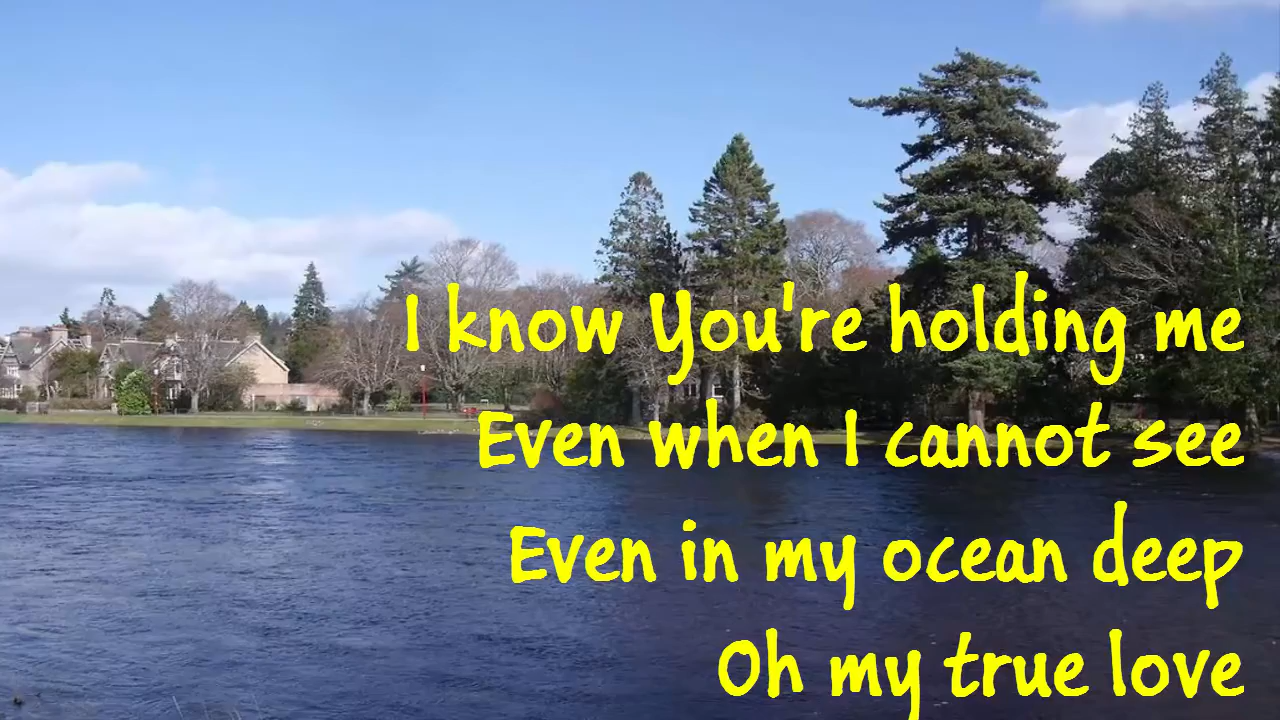 I know You're holding me
Even when I cannot see
Even in my ocean deep
Oh my true love